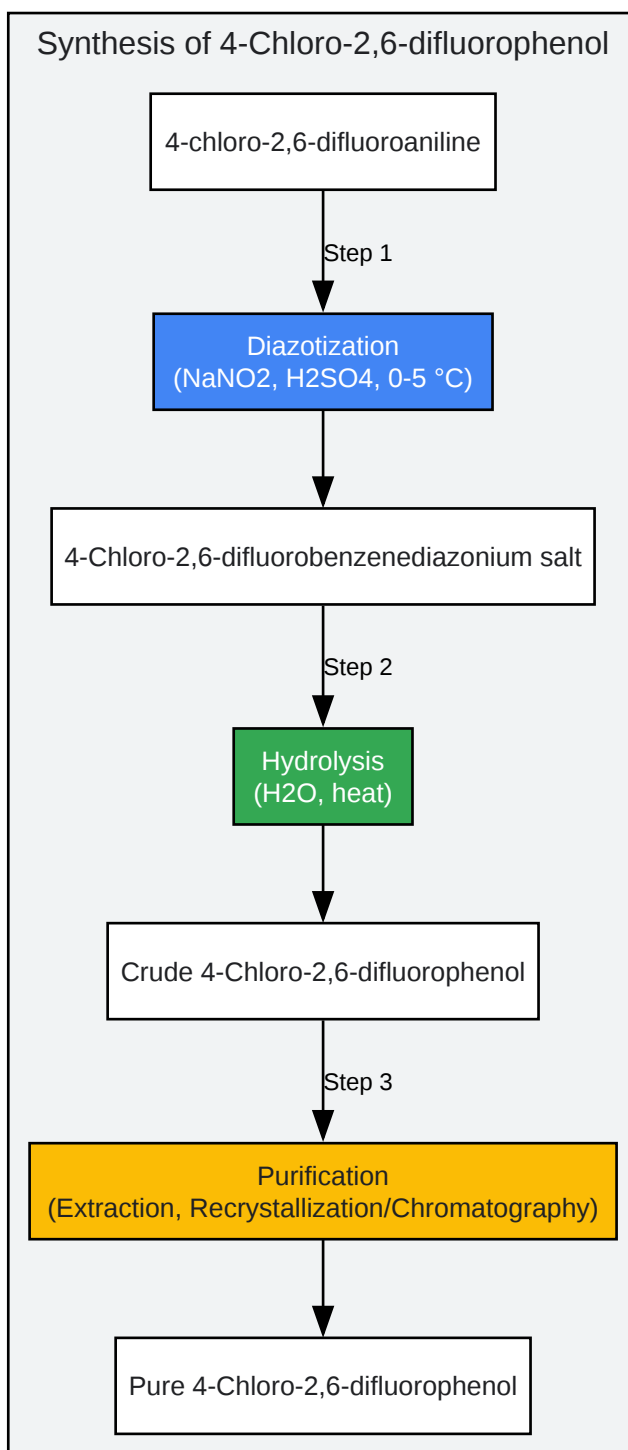 Synthesis of 4-Chloro-2,6-difluorophenol
4-chloro-2,6-difluoroaniline
Step 1
Diazotization
(NaNO2, H2SO4, 0-5 °C)
4-Chloro-2,6-difluorobenzenediazonium salt
Step 2
Hydrolysis
(H2O, heat)
Crude 4-Chloro-2,6-difluorophenol
Step 3
Purification
(Extraction, Recrystallization/Chromatography)
Pure 4-Chloro-2,6-difluorophenol